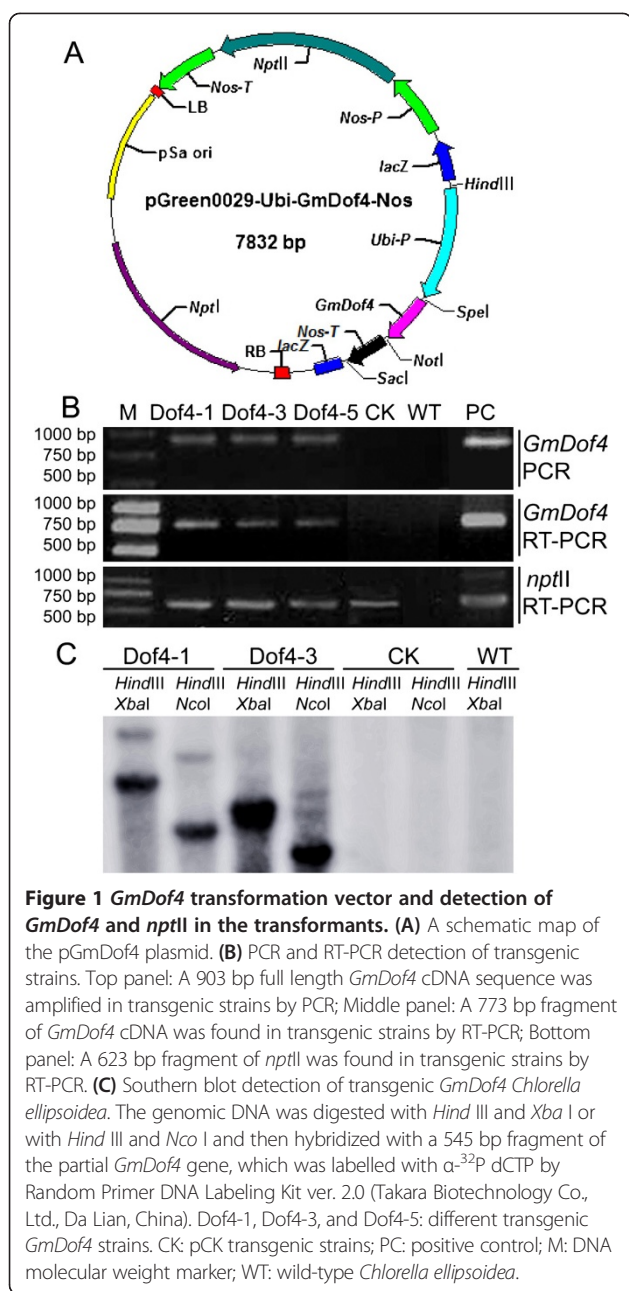 A
NptII
Nos-T
LB
Nos-P
pSa ori
lacZ
HindIII
pGreen0029-Ubi-GmDof4-Nos
7832 bp
Ubi-P
NptI
GmDof4
SpeI
Nos-T
NotI
RB
lacZ
SacI
B
M Dof4-1 Dof4-3 Dof4-5 CK WT PC
1000 bp
750 bp
500 bp
GmDof4
PCR
1000 bp
750 bp
500 bp
GmDof4
RT-PCR
1000 bp
750 bp
500 bp
nptII
RT-PCR
C
Dof4-1 Dof4-3 CK WT
HindIII HindIII HindIII HindIII HindIII HindIII HindIII
XbaI NcoI XbaI NcoI XbaI NcoI XbaI
Figure 1 GmDof4 transformation vector and detection of
GmDof4 and nptII in the transformants. (A) A schematic map of
the pGmDof4 plasmid. (B) PCR and RT-PCR detection of transgenic
strains. Top panel: A 903 bp full length GmDof4 cDNA sequence was
amplified in transgenic strains by PCR; Middle panel: A 773 bp fragment
of GmDof4 cDNA was found in transgenic strains by RT-PCR; Bottom
panel: A 623 bp fragment of nptII was found in transgenic strains by
RT-PCR. (C) Southern blot detection of transgenic GmDof4 Chlorella
ellipsoidea. The genomic DNA was digested with Hind III and Xba I or
with Hind III and Nco I and then hybridized with a 545 bp fragment of
the partial GmDof4 gene, which was labelled with α-³²P dCTP by
Random Primer DNA Labeling Kit ver. 2.0 (Takara Biotechnology Co.,
Ltd., Da Lian, China). Dof4-1, Dof4-3, and Dof4-5: different transgenic
GmDof4 strains. CK: pCK transgenic strains; PC: positive control; M: DNA
molecular weight marker; WT: wild-type Chlorella ellipsoidea.